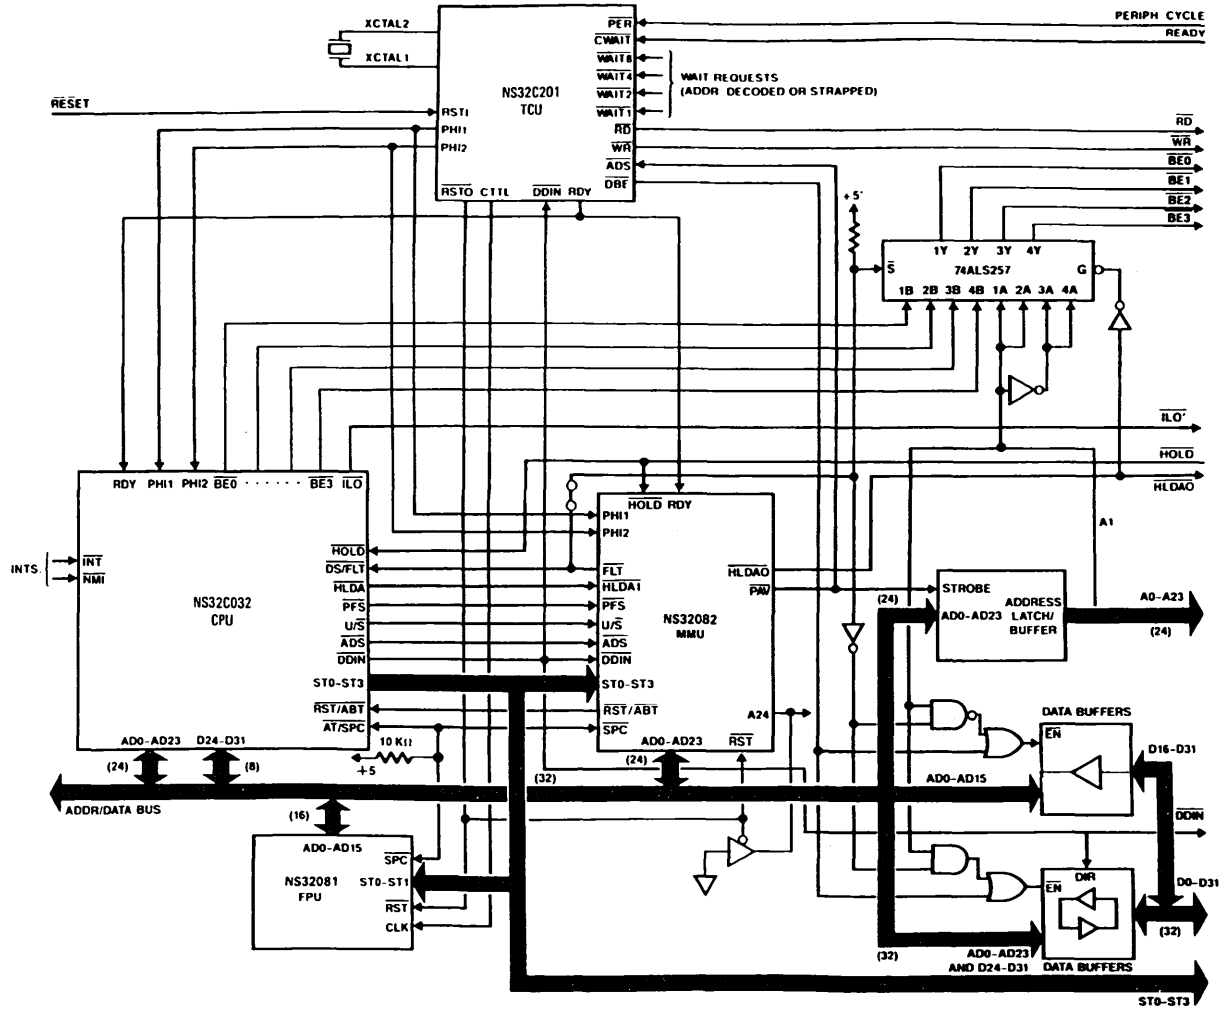 XCTAL2
XCTAL1
NS32C201
TCU
PER
CWAIT
WAIT8
WAIT4
WAIT2
WAIT1
RD
WR
ADS
DBE
RSTI
PHI1
PHI2
RSTO CTTL DDIN RDY
RESET
PERIPH CYCLE
READY
WAIT REQUESTS
(ADDR DECODED OR STRAPPED)
RD
WR
BE0
BE1
BE2
BE3
+5
1Y 2Y 3Y 4Y
S 74ALS257 G
1B 2B 3B 4B 1A 2A 3A 4A
ILO
HOLD
HLDAO
A1
RDY PHI1 PHI2 BE0 · · · · · · BE3 ILO
INTS.
INT
NMI
NS32C032
CPU
HOLD
DS/FLT
HLDA
PFS
U/S
ADS
DDIN
ST0-ST3
RST/ABT
AT/SPC
AD0-AD23 D24-D31
(24) (8)
HOLD RDY
PHI1
PHI2
FLT
HLDA1
PFS
U/S
ADS
DDIN
ST0-ST3
RST/ABT
SPC
HLDAO
PAV
NS32082
MMU
A24
AD0-AD23 RST
(24)
(32)
10 KΩ
+5
ADDR/DATA BUS
(16)
AD0-AD15
NS32081
FPU
SPC
ST0-ST1
RST
CLK
STROBE
(24)
AD0-AD23
ADDRESS
LATCH/
BUFFER
A0-A23
(24)
DATA BUFFERS
EN
D16-D31
AD0-AD15
DDIN
DIR
EN
D0-D31
(32)
(32)
AD0-AD23
AND D24-D31
DATA BUFFERS
ST0-ST3